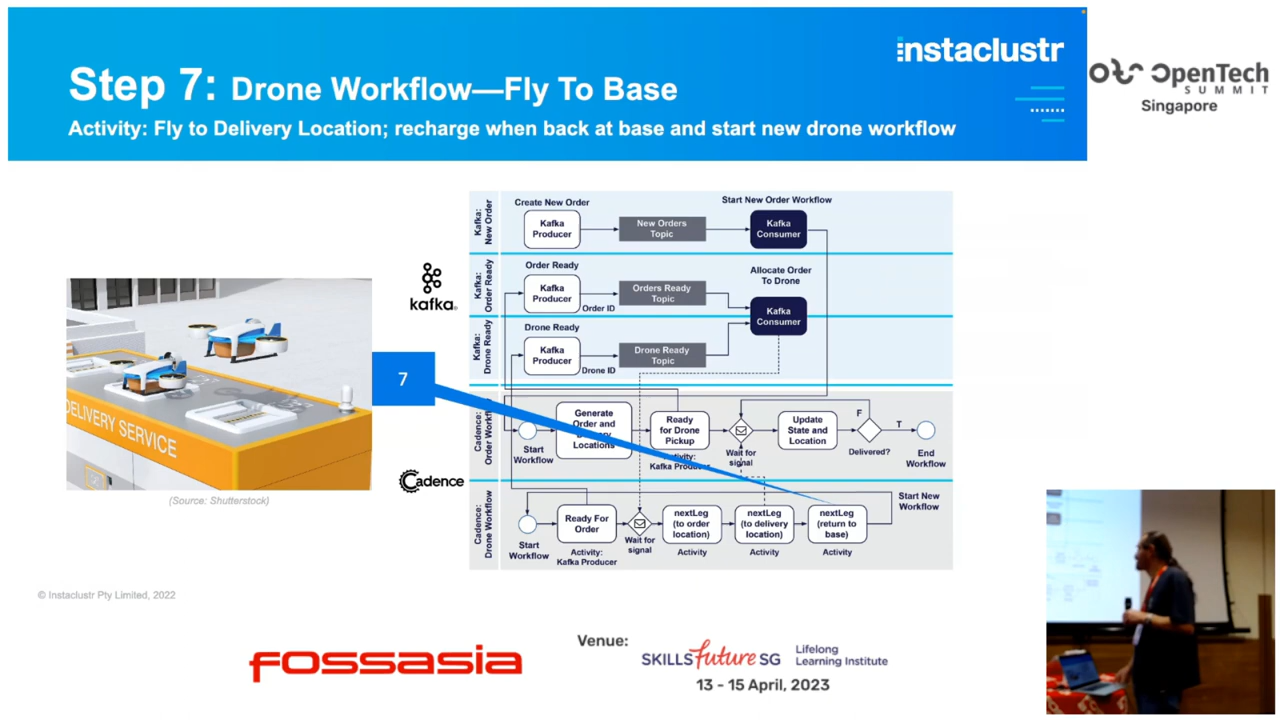 Step 7: Drone Workflow—Fly To Base
Activity: Fly to Delivery Location; recharge when back at base and start new drone workflow
instaclustr
OpenTech
SUMMIT
Singapore
Kafka:
New Order
Create New Order
Kafka
Producer
New Orders
Topic
Start New Order Workflow
Kafka
Consumer
Kafka:
Order Ready
Order Ready
Kafka
Producer
Order ID
Orders Ready
Topic
Allocate Order
To Drone
Kafka
Consumer
Kafka:
Drone Ready
Drone Ready
Kafka
Producer
Drone ID
Drone Ready
Topic
kafka®
DELIVERY SERVICE
(Source: Shutterstock)
7
Cadence:
Order Workflow
Start
Workflow
Generate
Order and
Locations
Ready
for Drone
Pickup
Activity:
Kafka Producer
Wait for
signal
Update
State and
Location
F
T
Delivered?
End
Workflow
Cadence
Cadence:
Drone Workflow
Start
Workflow
Ready For
Order
Activity:
Kafka Producer
Wait for
signal
nextLeg
(to order
location)
Activity
nextLeg
(to delivery
location)
Activity
nextLeg
(return to
base)
Activity
Start New
Workflow
© Instaclustr Pty Limited, 2022
fossasia
Venue:
SKILLS future SG
Lifelong
Learning Institute
13 - 15 April, 2023